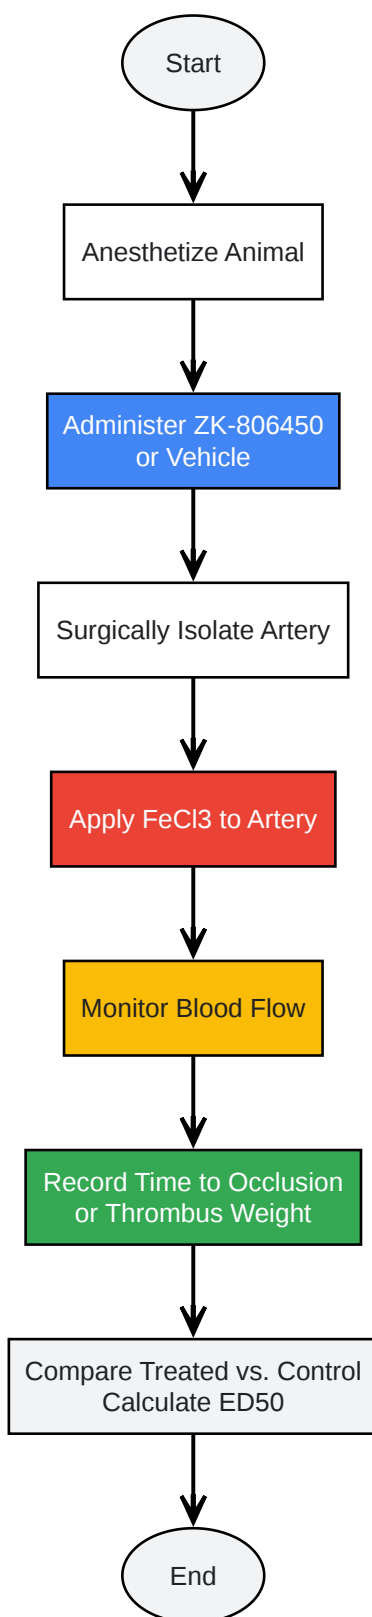 Start
Anesthetize Animal
Administer ZK-806450
or Vehicle
Surgically Isolate Artery
Apply FeCl3 to Artery
Monitor Blood Flow
Record Time to Occlusion
or Thrombus Weight
Compare Treated vs. Control
Calculate ED50
End